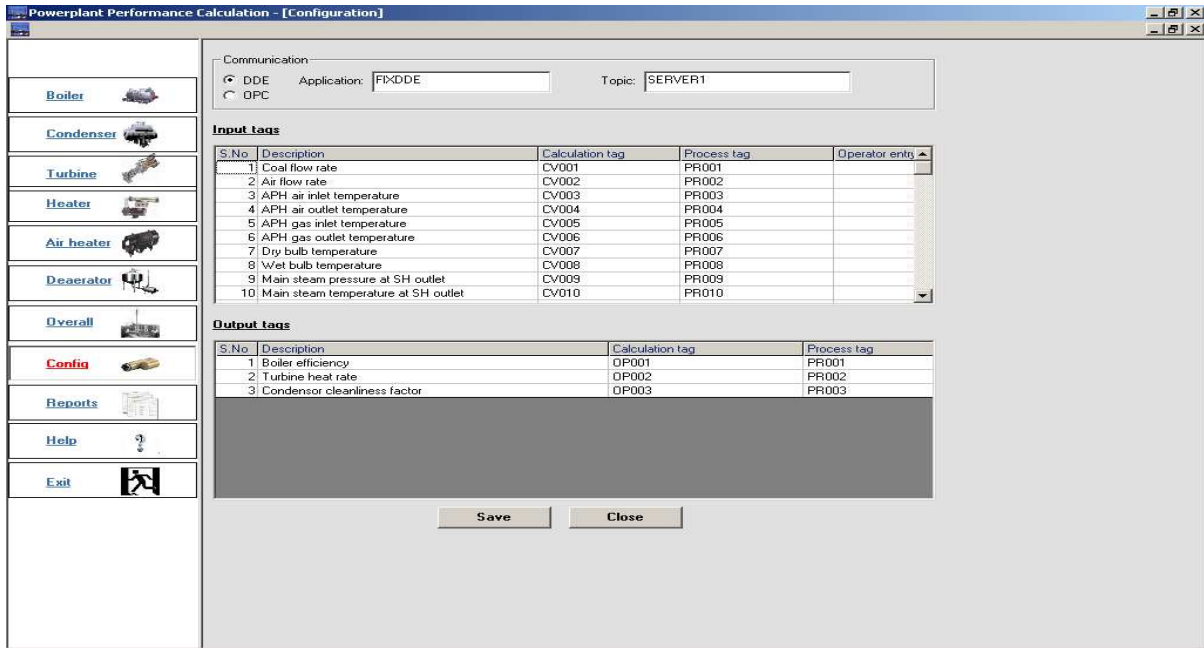 Powerplant Performance Calculation - [Configuration]
Boiler
Condenser
Turbine
Heater
Air heater
Deaerator
Overall
Config
Reports
Help
Exit
Communication
DDE Application: FIXDDE Topic: SERVER1
OPC
Input tags
S.No Description Calculation tag Process tag Operator entry
1 Coal flow rate CV001 PR001
2 Air flow rate CV002 PR002
3 APH air inlet temperature CV003 PR003
4 APH air outlet temperature CV004 PR004
5 APH gas inlet temperature CV005 PR005
6 APH gas outlet temperature CV006 PR006
7 Dry bulb temperature CV007 PR007
8 Wet bulb temperature CV008 PR008
9 Main steam pressure at SH outlet CV009 PR009
10 Main steam temperature at SH outlet CV010 PR010
Output tags
S.No Description Calculation tag Process tag
1 Boiler efficiency OP001 PR001
2 Turbine heat rate OP002 PR002
3 Condensor cleanliness factor OP003 PR003
Save Close